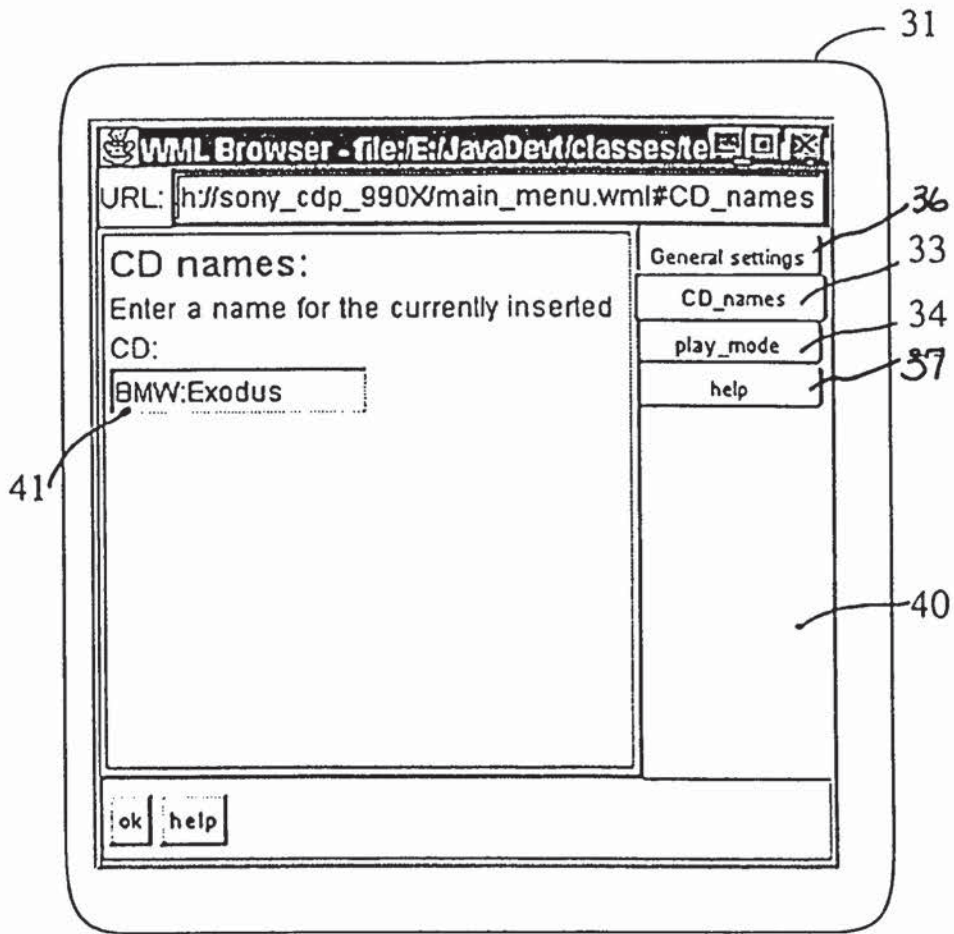 31
WML Browser - file:/E:/JavaDevt/classes/te
URL: h://sony_cdp_990X/main_menu.wml#CD_names
36
General settings
33
CD_names
34
play_mode
37
help
CD names:
Enter a name for the currently inserted
CD:
BMW:Exodus
41
40
ok help